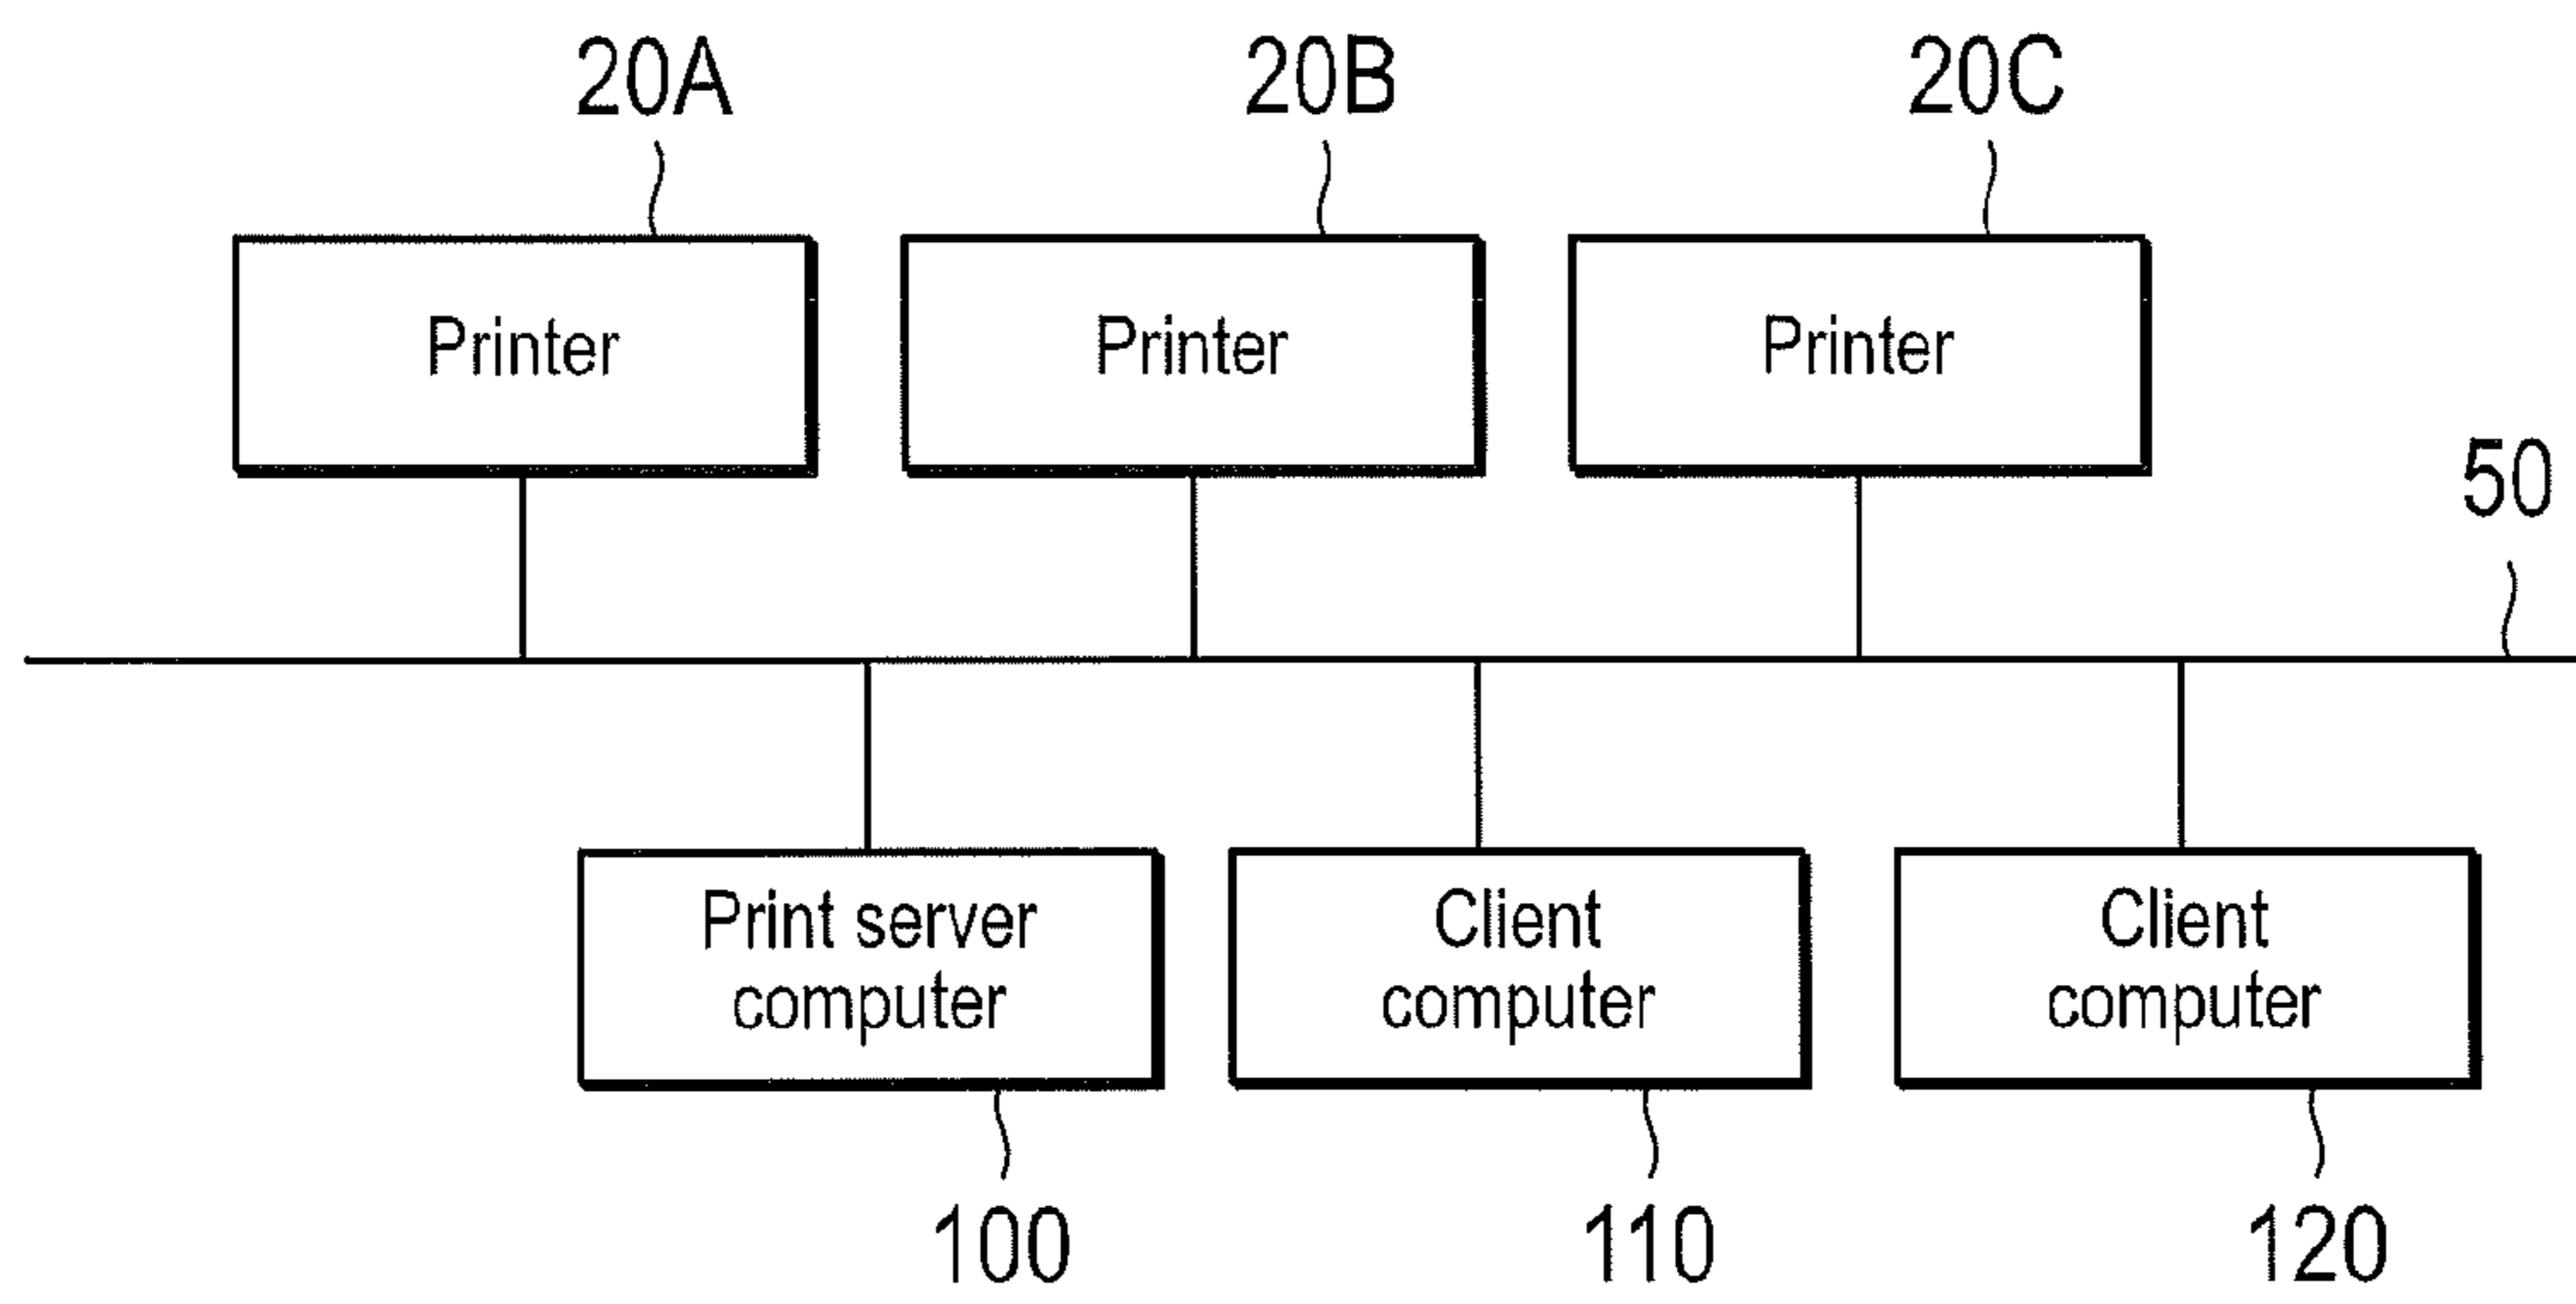 20A
20B
20C
Printer
Printer
Printer
50
Print server
computer
Client
computer
Client
computer
100
110
120